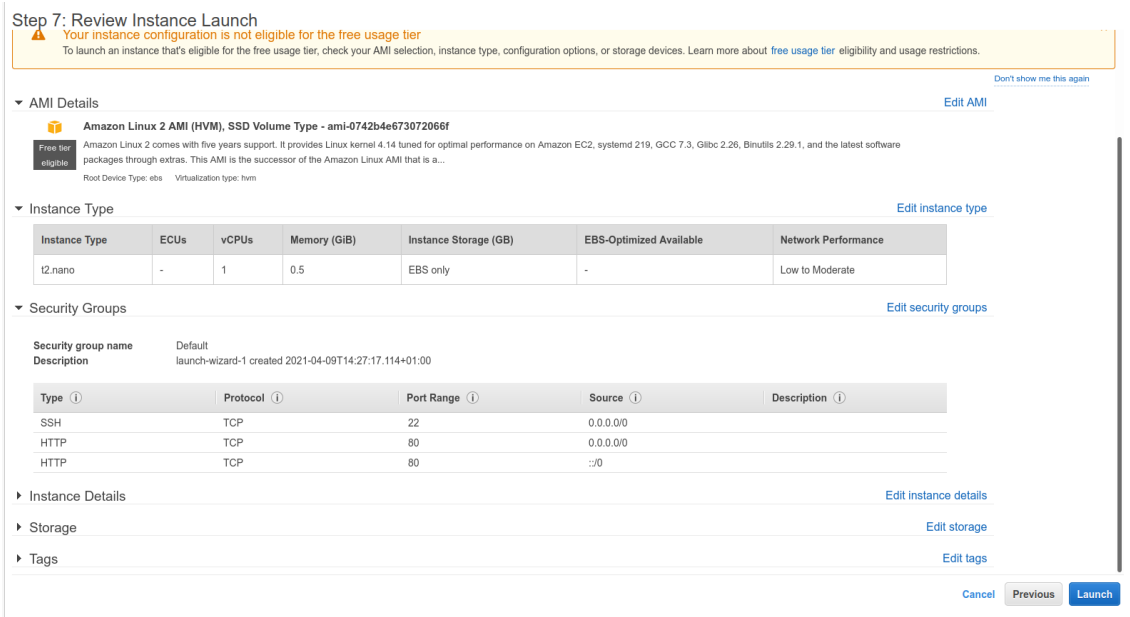 Step 7: Review Instance Launch
Your instance configuration is not eligible for the free usage tier
To launch an instance that's eligible for the free usage tier, check your AMI selection, instance type, configuration options, or storage devices. Learn more about free usage tier eligibility and usage restrictions.
Don't show me this again
AMI Details Edit AMI
Amazon Linux 2 AMI (HVM), SSD Volume Type - ami-0742b4e673072066f
Free tier eligible
Amazon Linux 2 comes with five years support. It provides Linux kernel 4.14 tuned for optimal performance on Amazon EC2, systemd 219, GCC 7.3, Glibc 2.26, Binutils 2.29.1, and the latest software
packages through extras. This AMI is the successor of the Amazon Linux AMI that is a...
Root Device Type: ebs Virtualization type: hvm
Instance Type Edit instance type
Instance Type ECUs vCPUs Memory (GiB) Instance Storage (GB) EBS-Optimized Available Network Performance
t2.nano - 1 0.5 EBS only - Low to Moderate
Security Groups Edit security groups
Security group name Default
Description launch-wizard-1 created 2021-04-09T14:27:17.114+01:00
Type Protocol Port Range Source Description
SSH TCP 22 0.0.0.0/0
HTTP TCP 80 0.0.0.0/0
HTTP TCP 80 ::/0
Instance Details Edit instance details
Storage Edit storage
Tags Edit tags
Cancel Previous Launch